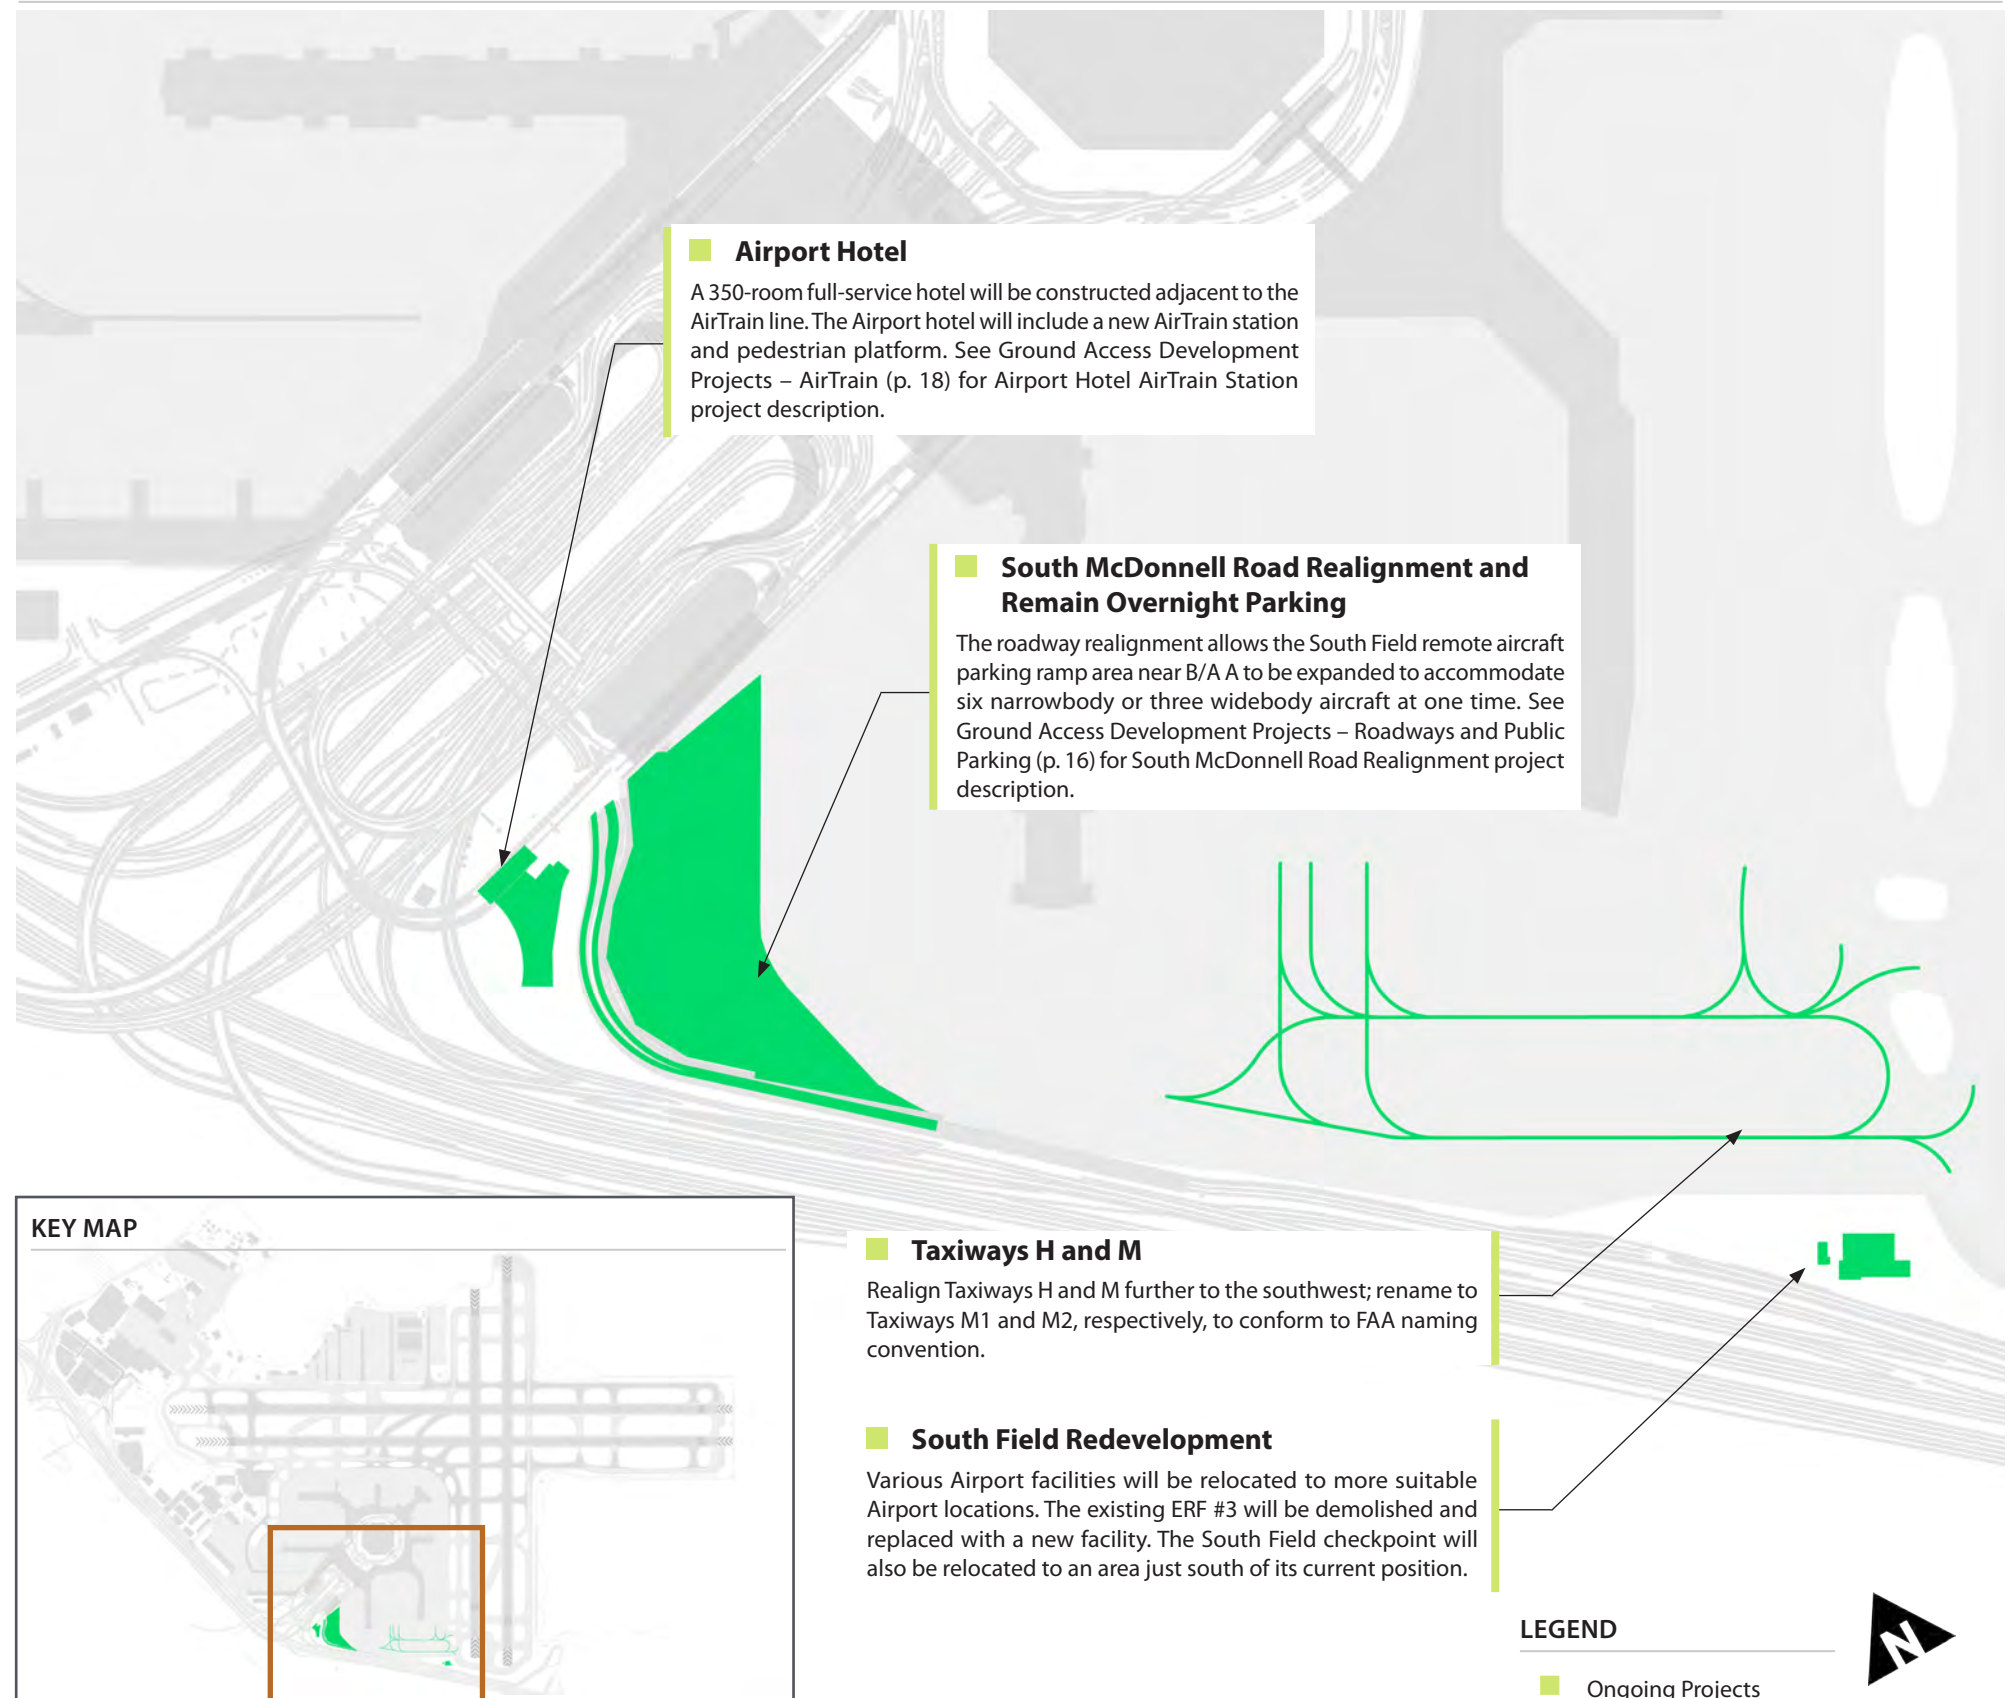 Airport Hotel
A 350-room full-service hotel will be constructed adjacent to the
AirTrain line. The Airport hotel will include a new AirTrain station
and pedestrian platform. See Ground Access Development
Projects – AirTrain (p. 18) for Airport Hotel AirTrain Station
project description.
South McDonnell Road Realignment and
Remain Overnight Parking
The roadway realignment allows the South Field remote aircraft
parking ramp area near B/A A to be expanded to accommodate
six narrowbody or three widebody aircraft at one time. See
Ground Access Development Projects – Roadways and Public
Parking (p. 16) for South McDonnell Road Realignment project
description.
KEY MAP
Taxiways H and M
Realign Taxiways H and M further to the southwest; rename to
Taxiways M1 and M2, respectively, to conform to FAA naming
convention.
South Field Redevelopment
Various Airport facilities will be relocated to more suitable
Airport locations. The existing ERF #3 will be demolished and
replaced with a new facility. The South Field checkpoint will
also be relocated to an area just south of its current position.
LEGEND
Ongoing Projects
N